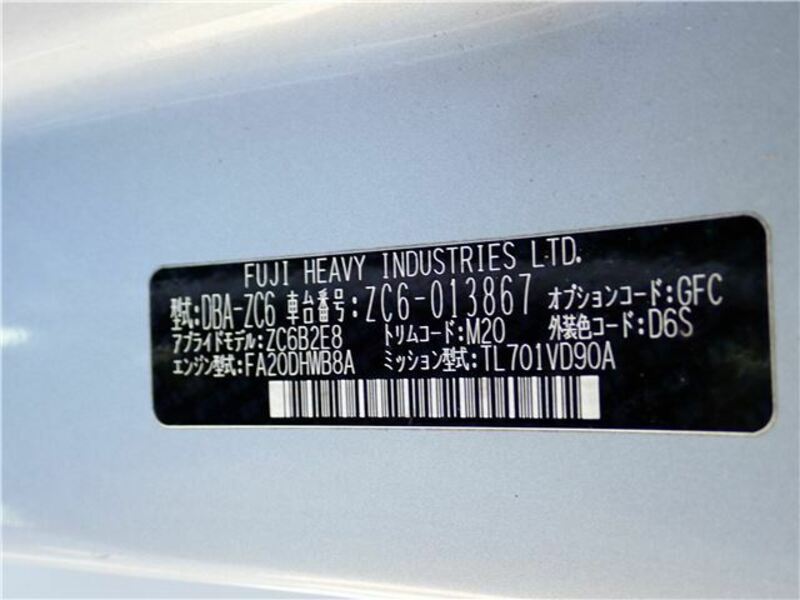 FUJI HEAVY INDUSTRIES LTD.
型式:DBA-ZC6 車台番号:ZC6-013867 オプションコード:GFC
アプライドモデル:ZC6B2E8 トリムコード:M20 外装色コード:D6S
エンジン型式:FA20DHWB8A ミッション型式:TL701VD90A